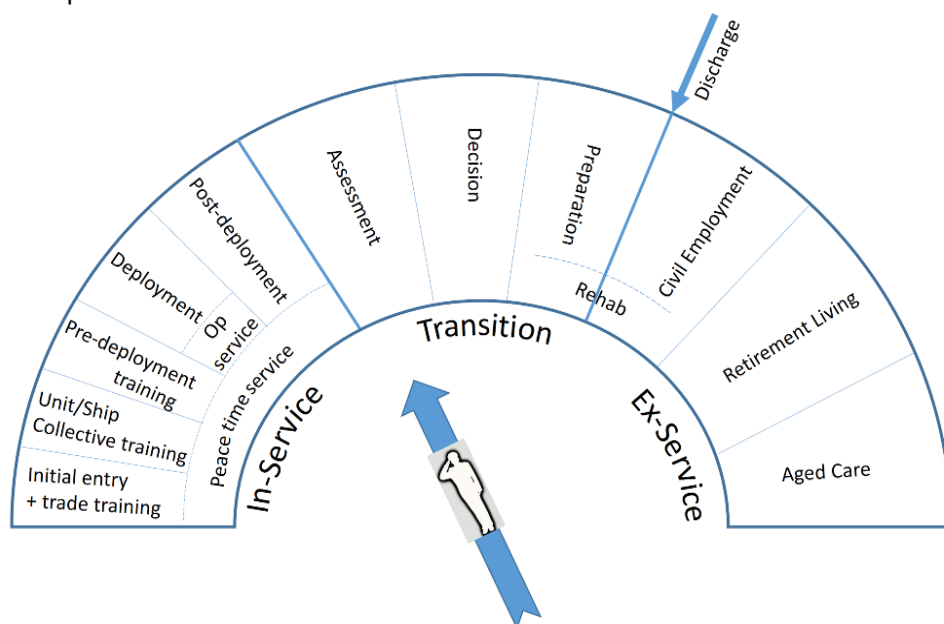 Discharge
Initial entry
+ trade training
Unit/Ship
Collective training
Pre-deployment
training
Deployment
Op
service
Post-deployment
Peace time service
In-Service
Assessment
Decision
Preparation
Rehab
Transition
Civil Employment
Retirement Living
Aged Care
Ex-Service